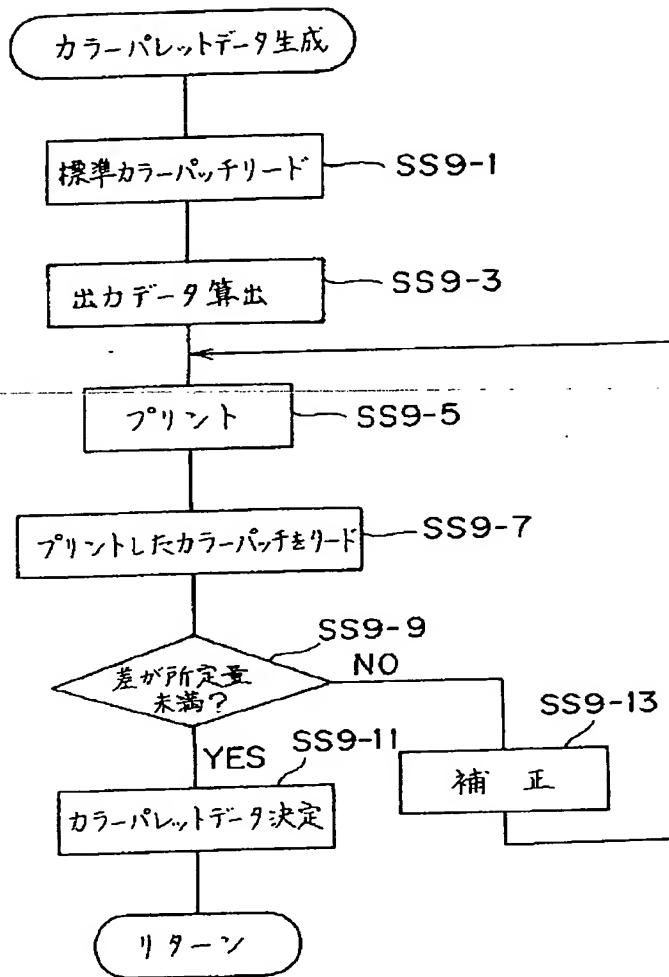 カラーパレットデータ生成
標準カラーパッチリード
SS9-1
出力データ算出
SS9-3
プリント
SS9-5
プリントしたカラーパッチをリード
SS9-7
SS9-9
差が所定量
未満?
NO
YES
SS9-11
カラーパレットデータ決定
SS9-13
補正
リターン